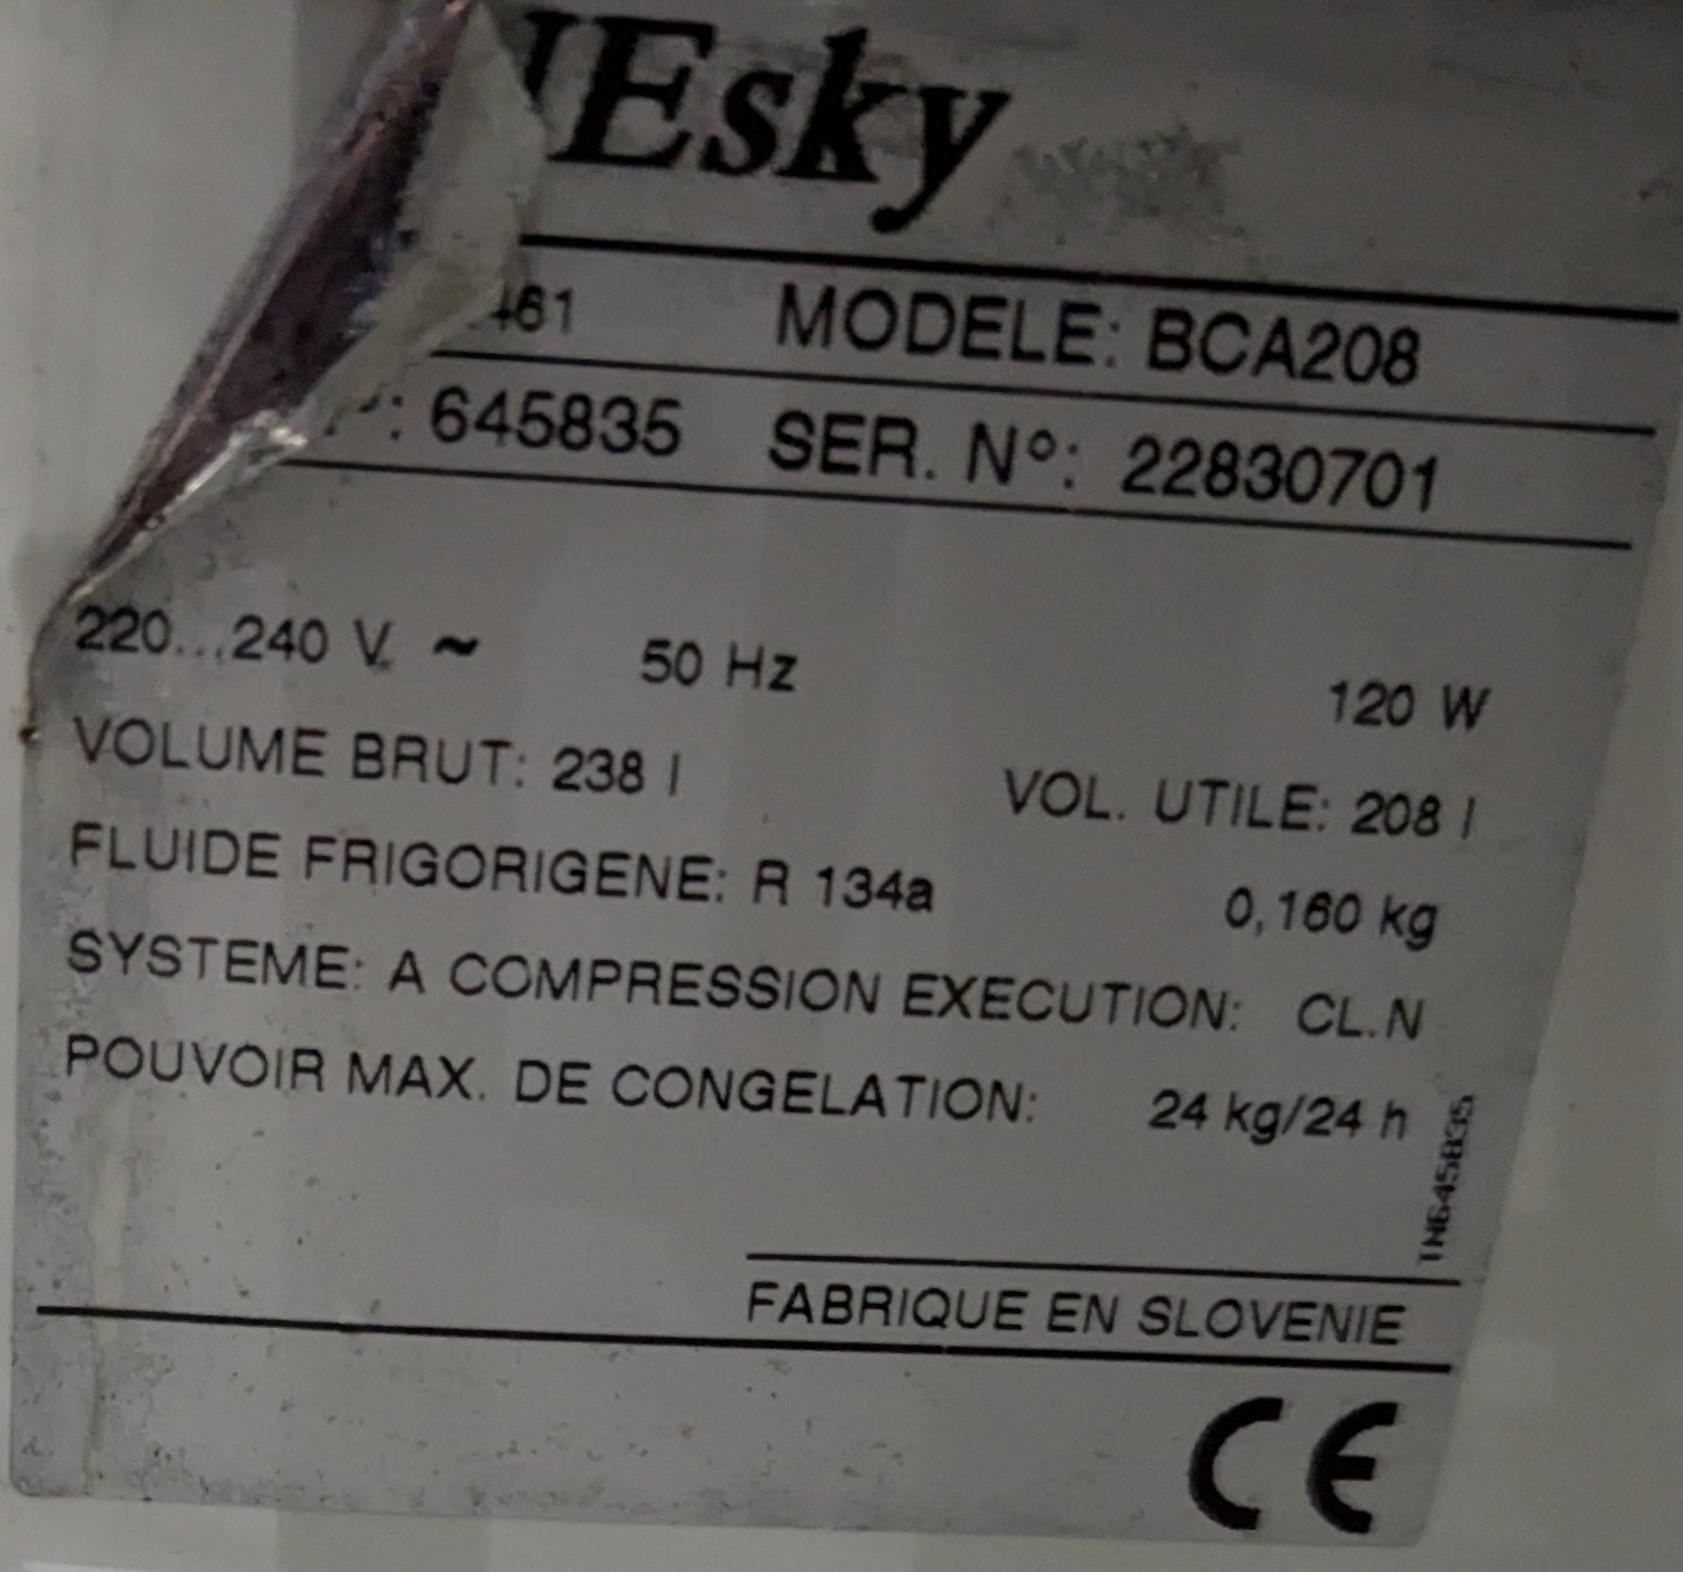 Esky
461 MODELE: BCA208
: 645835 SER. N°: 22830701
220...240 V. ~ 50 Hz 120 W
VOLUME BRUT: 238 l VOL. UTILE: 208 l
FLUIDE FRIGORIGENE: R 134a 0,160 kg
SYSTEME: A COMPRESSION EXECUTION: CL.N
POUVOIR MAX. DE CONGELATION: 24 kg/24 h
TN645835
FABRIQUE EN SLOVENIE
CE